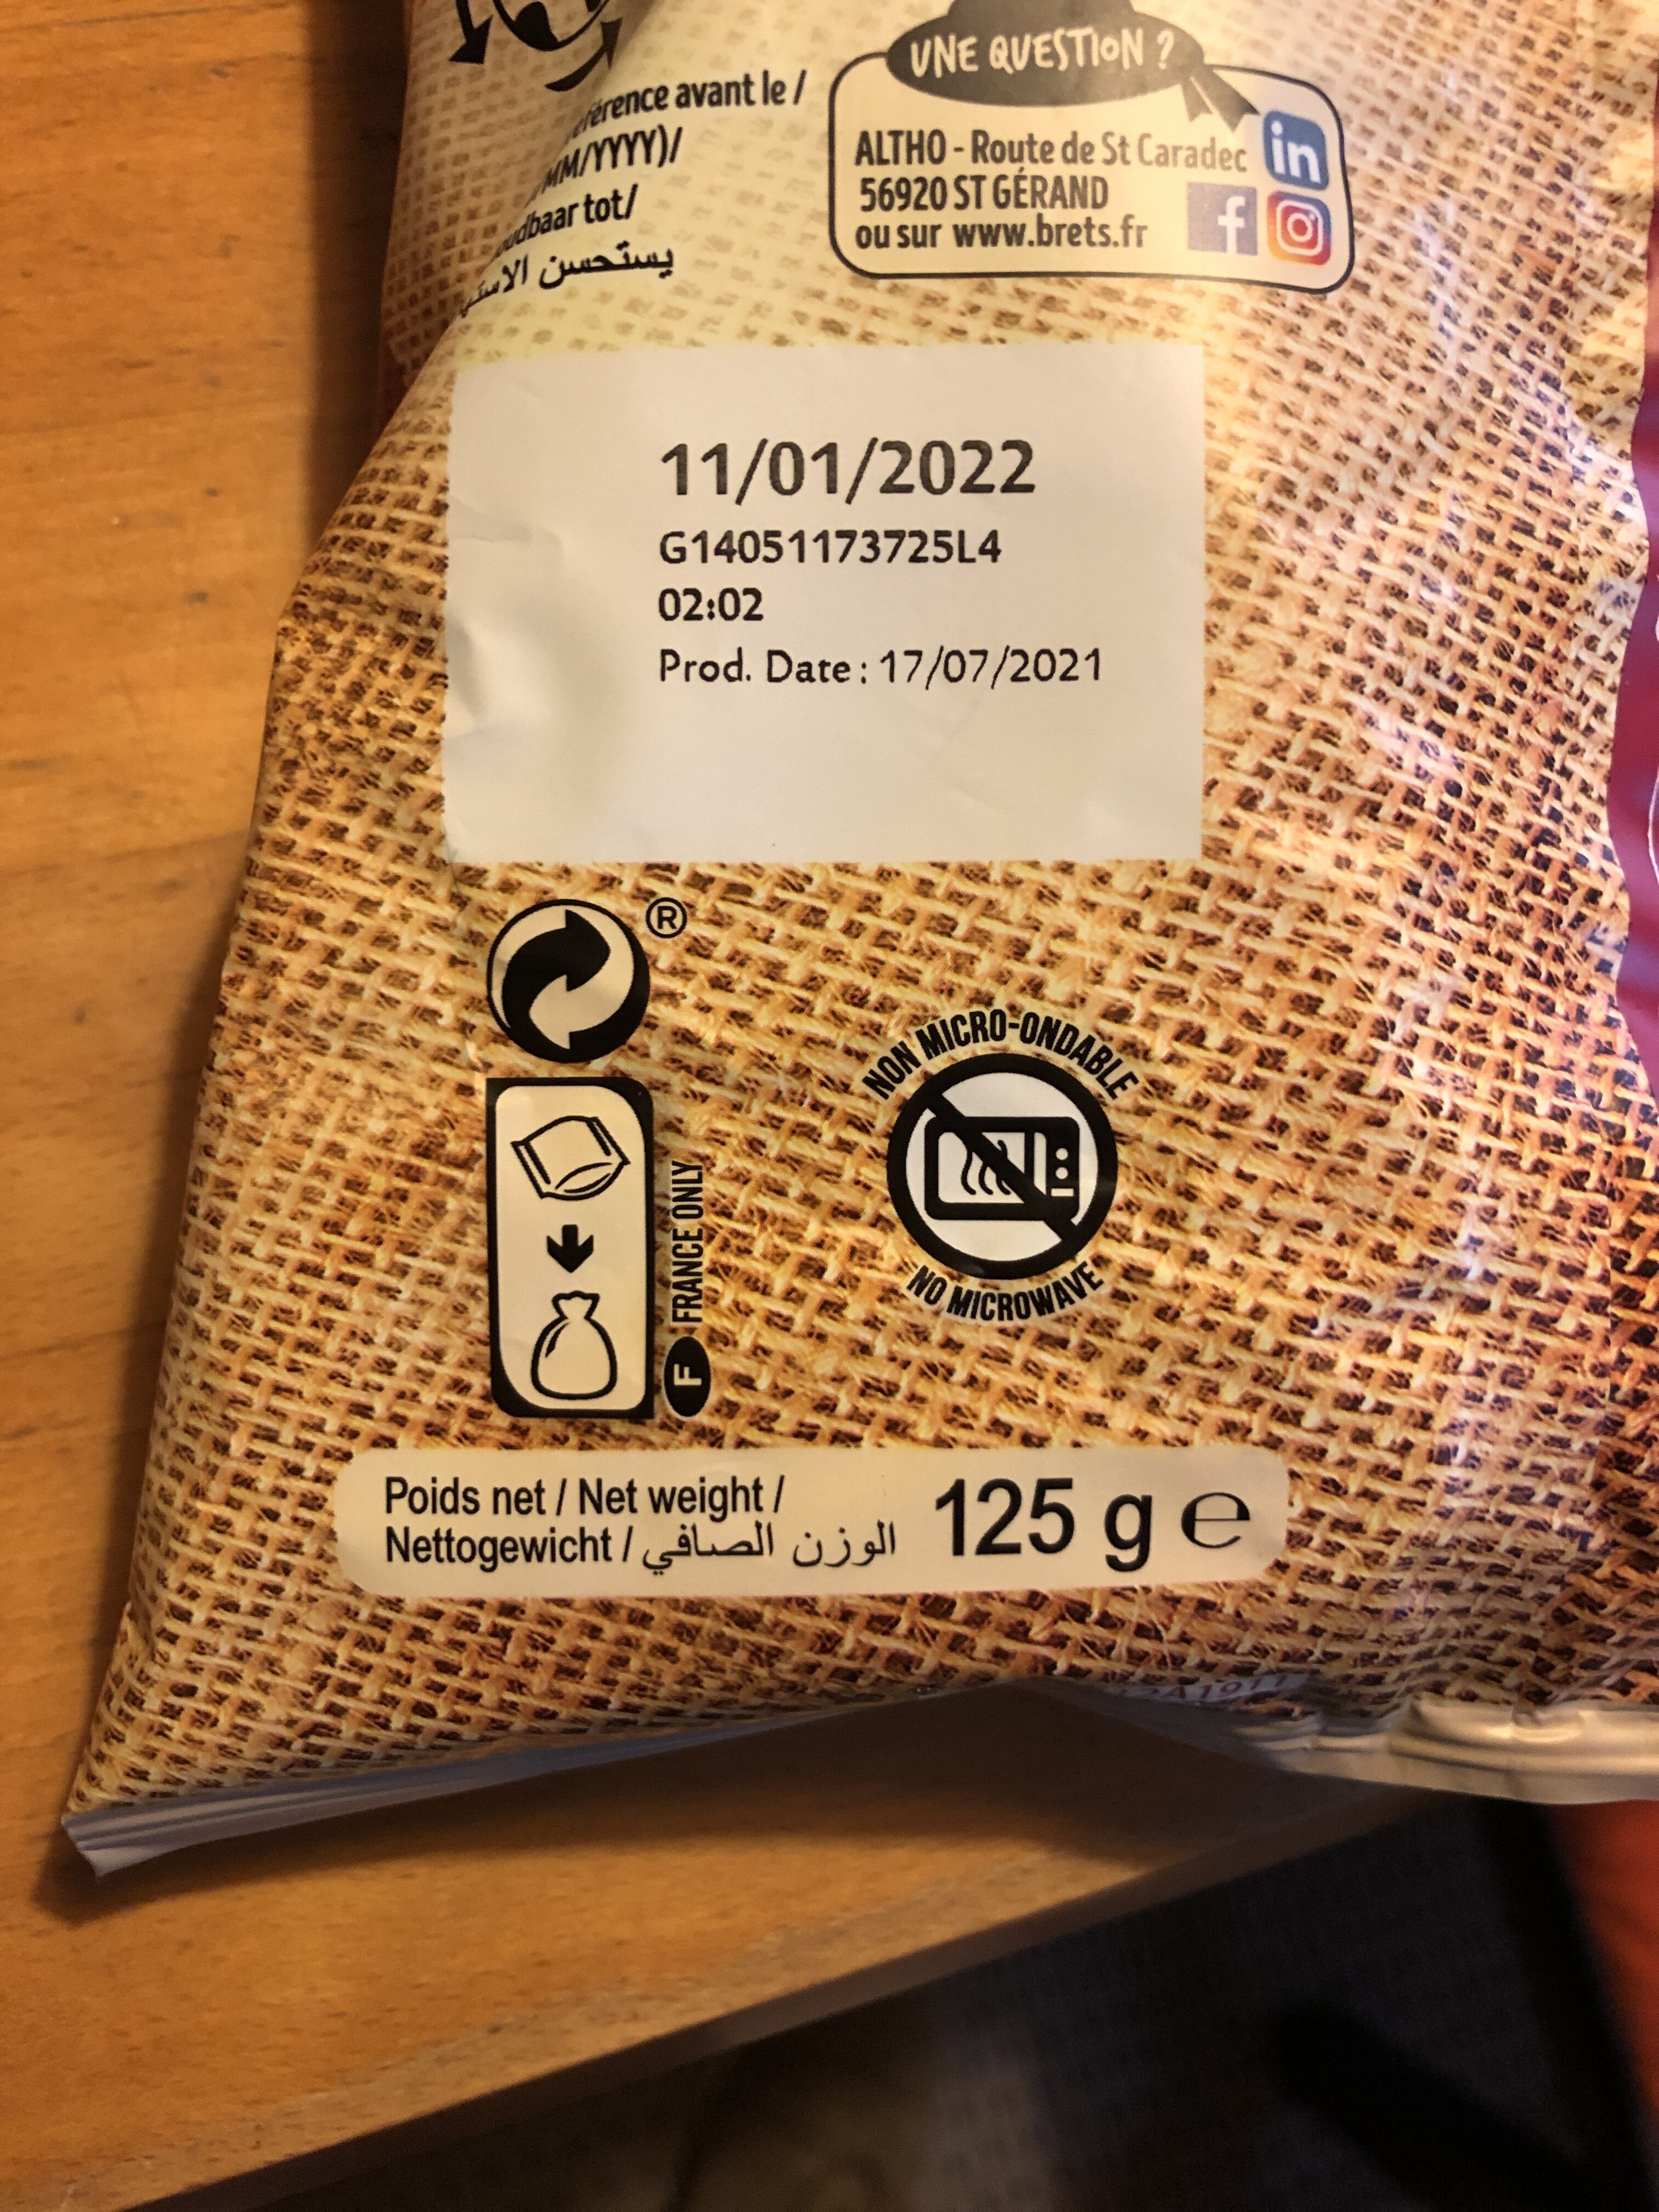 UNE QUESTION ?
avant le /
MM/YYYY)/
tot/
يستحسن
ALTHO - Route de St Caradec
56920 ST GÉRAND
ou sur www.brets.fr
in
f
11/01/2022
G14051173725L4
02:02
Prod. Date : 17/07/2021
®
NON MICRO-ONDABLE
NO MICROWAVE
F FRANCE ONLY
Poids net / Net weight /
Nettogewicht / الوزن الصافي
125 g ℮